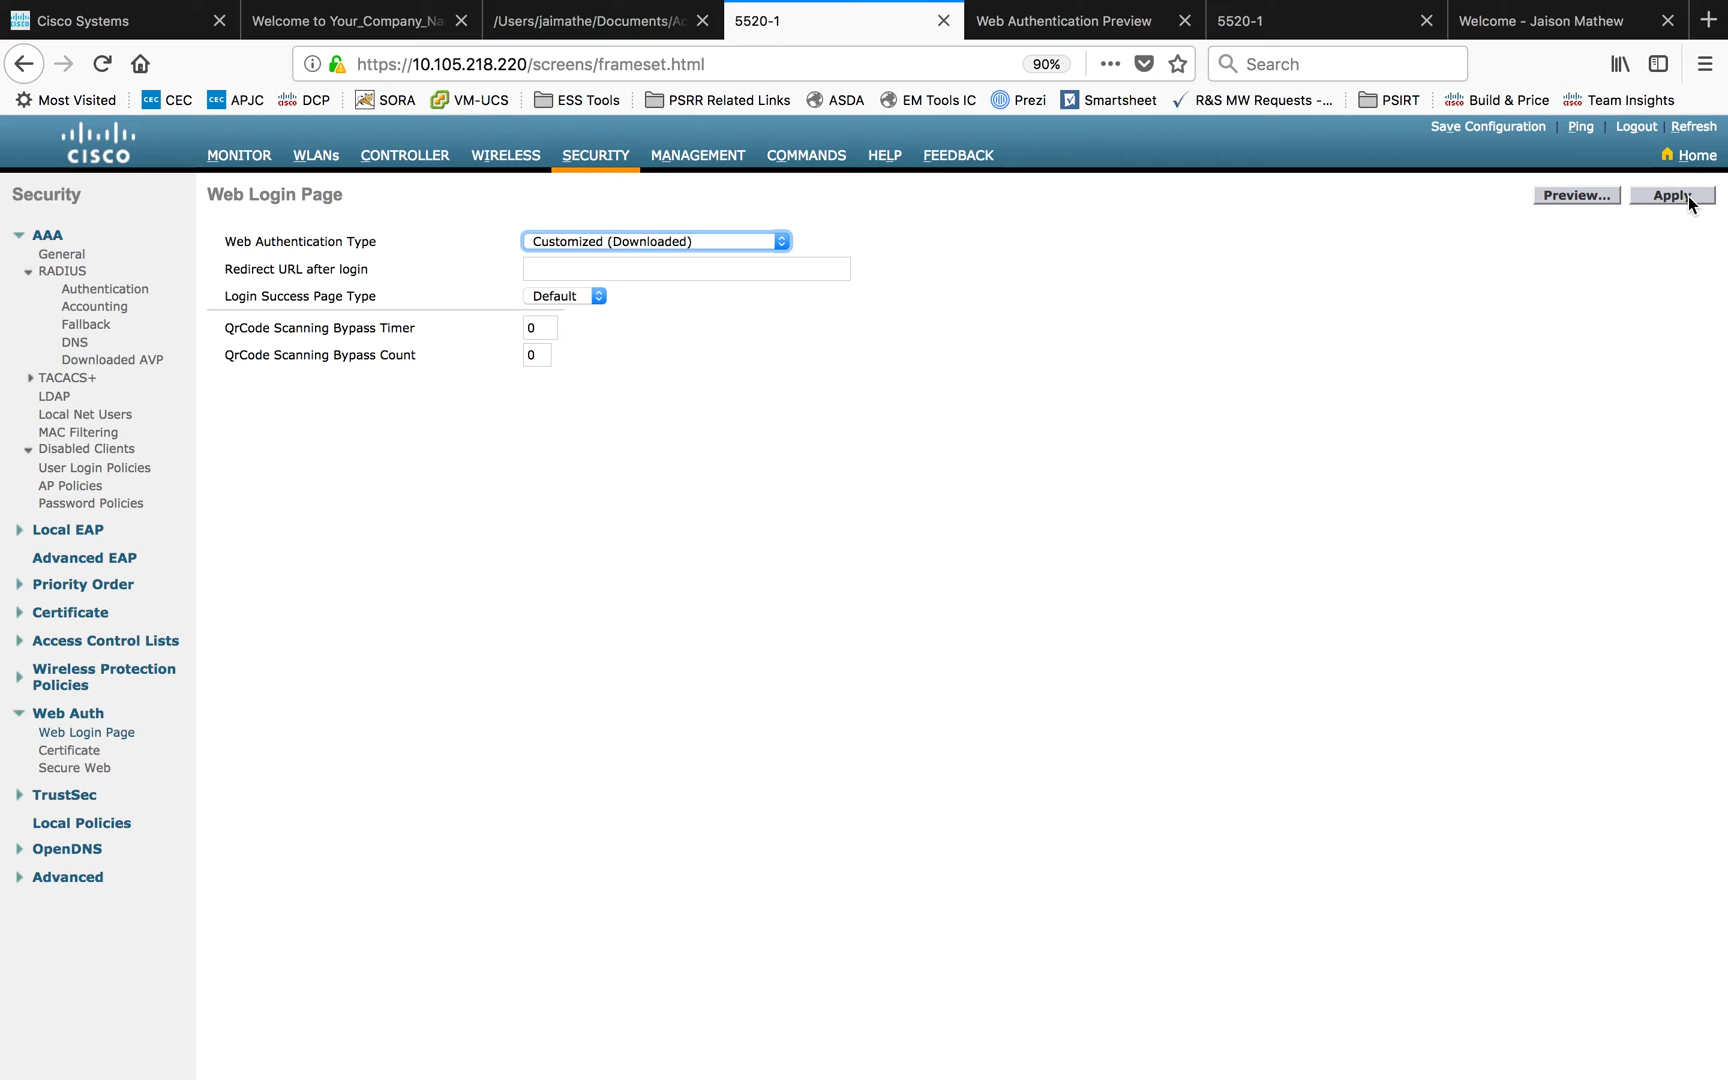 Cisco Systems
Welcome to Your_Company_Na
/Users/jaimathe/Documents/Ac
5520-1
Web Authentication Preview
5520-1
Welcome - Jaison Mathew
https://10.105.218.220/screens/frameset.html
90%
Search
Most Visited
CEC CEC
CEC APJC
cisco DCP
SORA
VM-UCS
ESS Tools
PSRR Related Links
ASDA
EM Tools IC
Prezi
Smartsheet
R&S MW Requests -...
PSIRT
cisco Build & Price
cisco Team Insights
CISCO
Save Configuration | Ping | Logout | Refresh
MONITOR WLANs CONTROLLER WIRELESS SECURITY MANAGEMENT COMMANDS HELP FEEDBACK
Home
Security
AAA
General
RADIUS
Authentication
Accounting
Fallback
DNS
Downloaded AVP
TACACS+
LDAP
Local Net Users
MAC Filtering
Disabled Clients
User Login Policies
AP Policies
Password Policies
Local EAP
Advanced EAP
Priority Order
Certificate
Access Control Lists
Wireless Protection
Policies
Web Auth
Web Login Page
Certificate
Secure Web
TrustSec
Local Policies
OpenDNS
Advanced
Web Login Page
Preview...
Apply
Web Authentication Type Customized (Downloaded)
Redirect URL after login
Login Success Page Type Default
QrCode Scanning Bypass Timer 0
QrCode Scanning Bypass Count 0